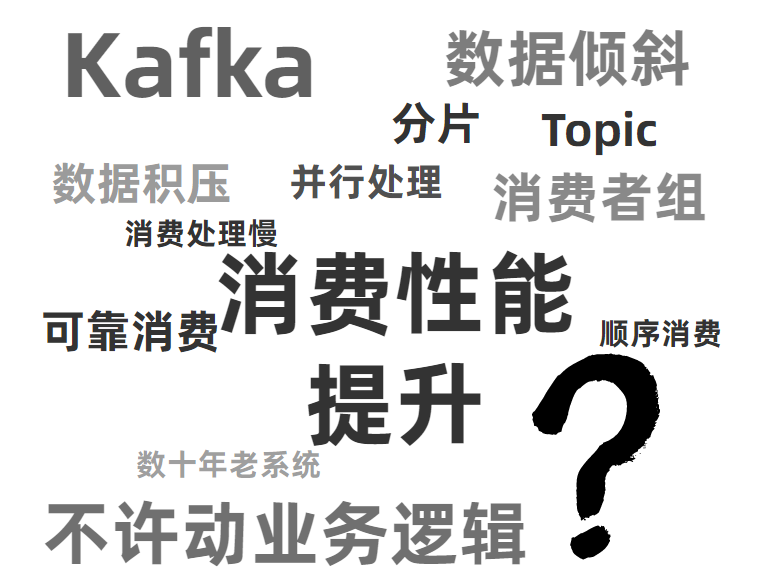 Kafka
数据倾斜
分片
Topic
数据积压
并行处理
消费者组
消费处理慢
消费性能
提升
可靠消费
顺序消费
?
数十年老系统
不许动业务逻辑